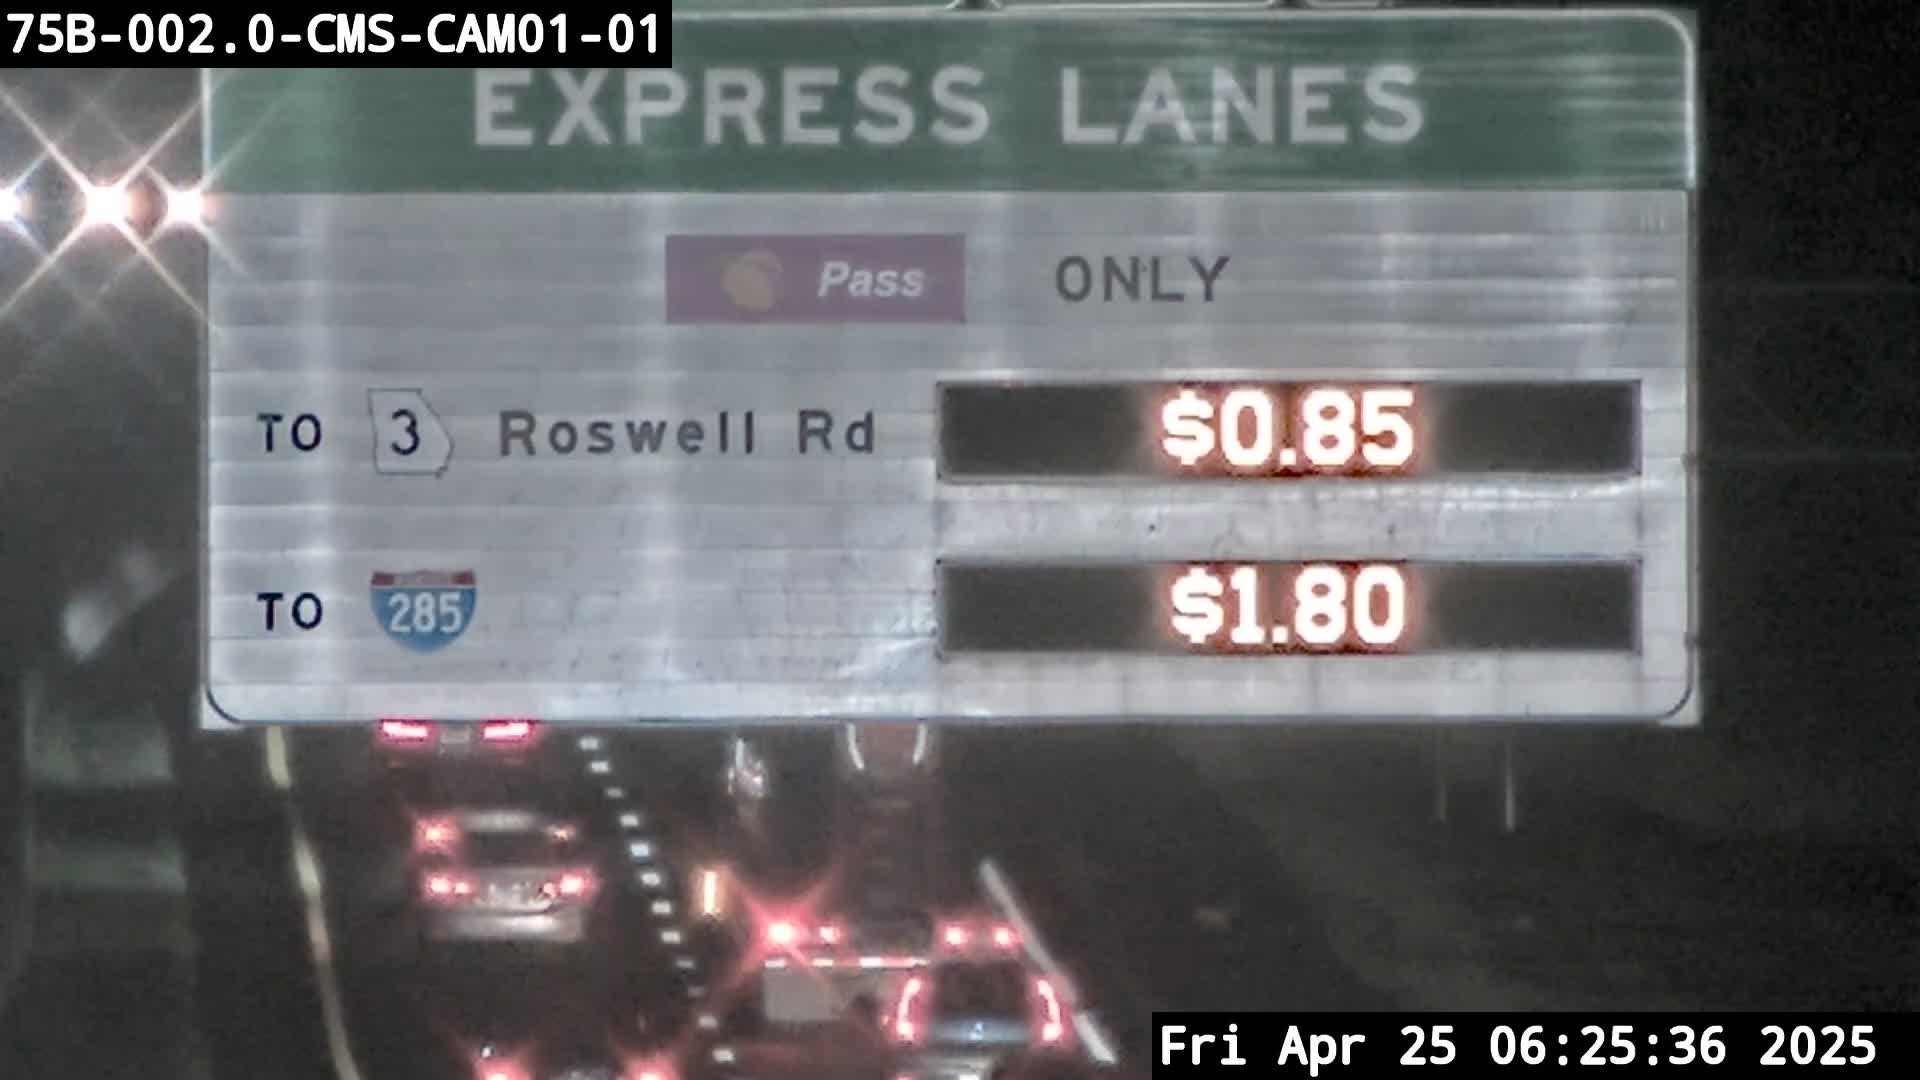 75B-002.0-CMS-CAM01-01
EXPRESS LANES
Pass ONLY
TO 3 Roswell Rd $0.85
TO 285 $1.80
Fri Apr 25 06:25:36 2025